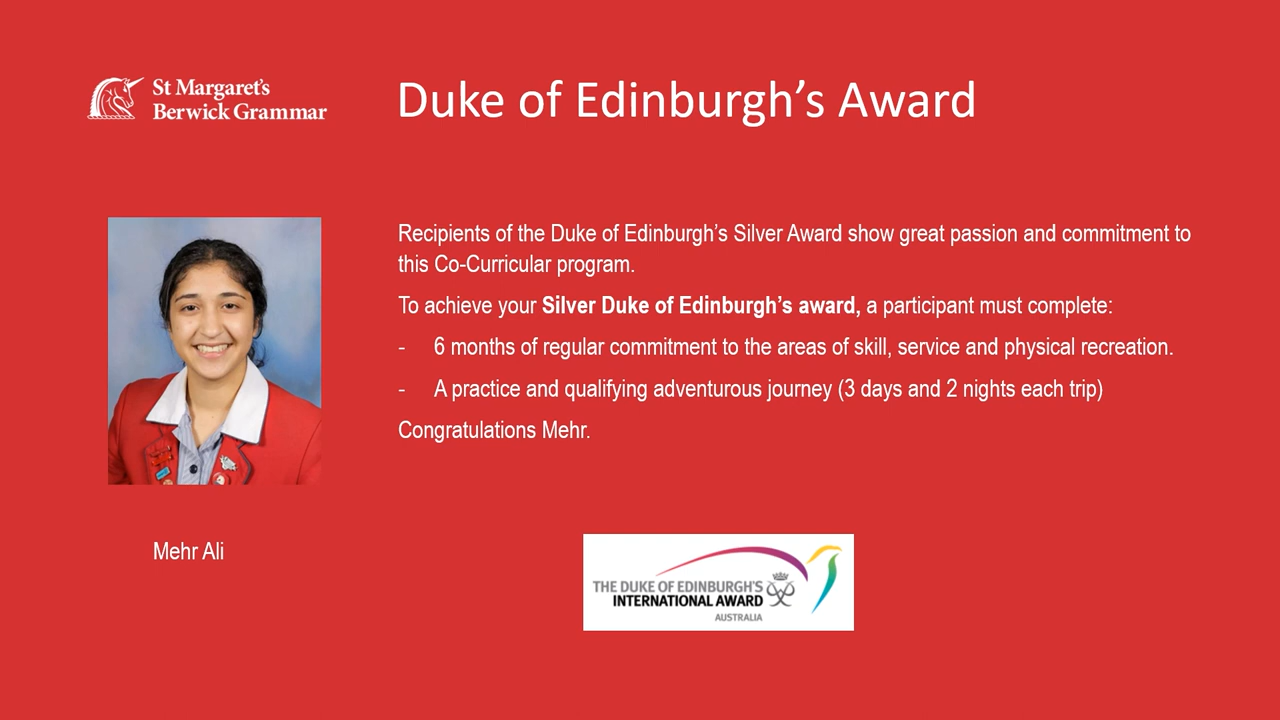 St Margaret's
Berwick Grammar
Duke of Edinburgh’s Award
Recipients of the Duke of Edinburgh’s Silver Award show great passion and commitment to
this Co-Curricular program.
To achieve your Silver Duke of Edinburgh’s award, a participant must complete:
- 6 months of regular commitment to the areas of skill, service and physical recreation.
- A practice and qualifying adventurous journey (3 days and 2 nights each trip)
Congratulations Mehr.
Mehr Ali
THE DUKE OF EDINBURGH'S
INTERNATIONAL AWARD
AUSTRALIA